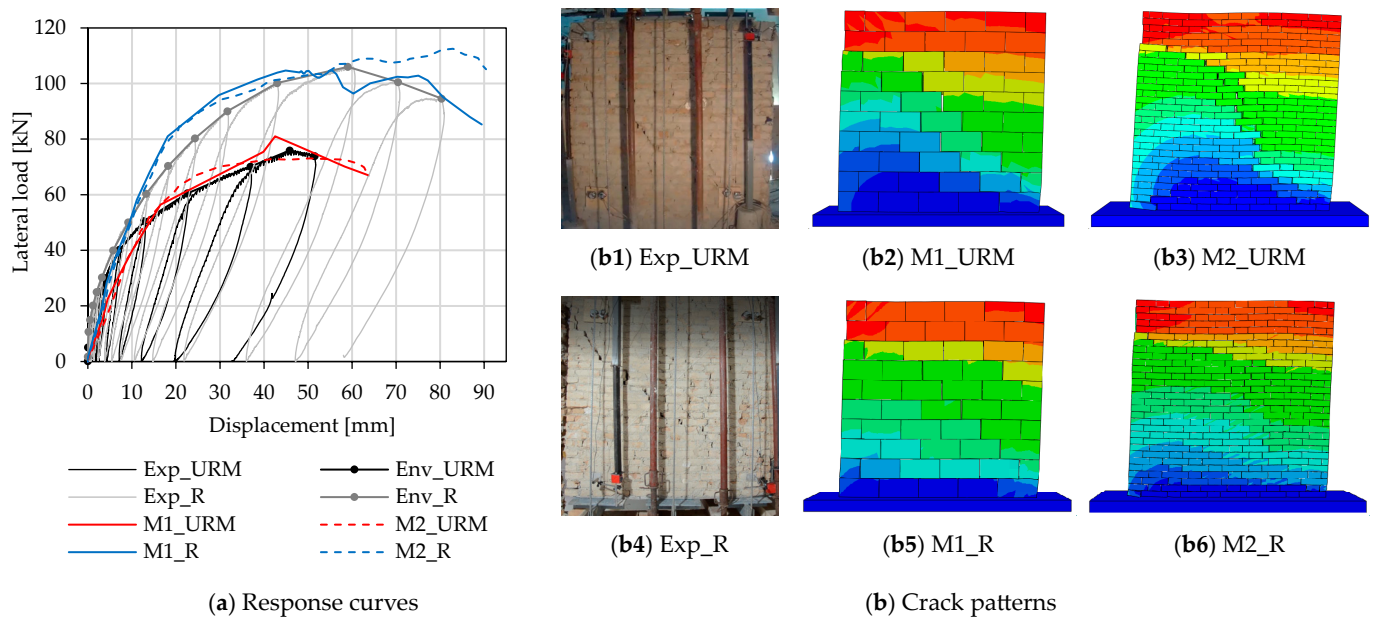 120
100
80
60
40
20
0
Lateral load [kN]
0 10 20 30 40 50 60 70 80 90
Displacement [mm]
Exp_URM Env_URM
Exp_R Env_R
M1_URM M2_URM
M1_R M2_R
(a) Response curves
(b1) Exp_URM (b2) M1_URM (b3) M2_URM
(b4) Exp_R (b5) M1_R (b6) M2_R
(b) Crack patterns